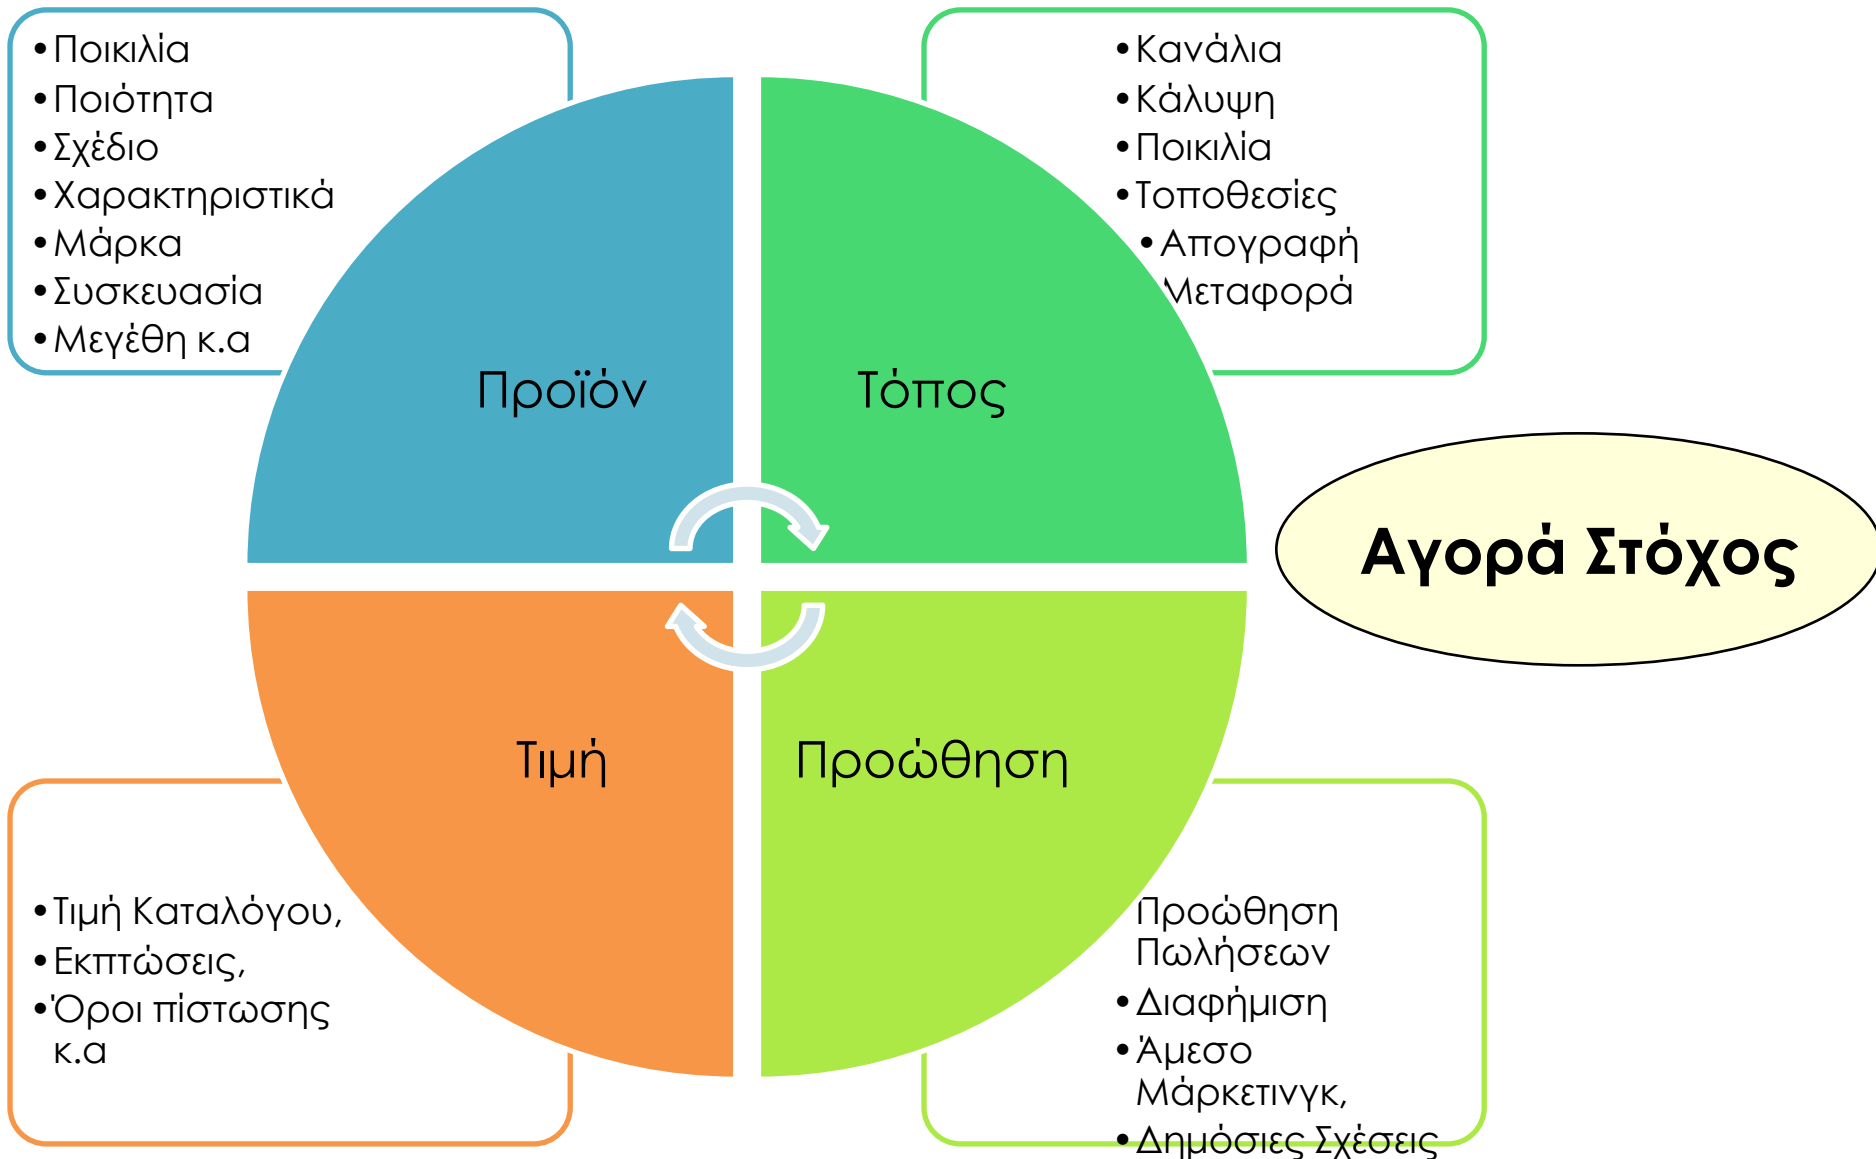 •Ποικιλία
•Ποιότητα
•Σχέδιο
•Χαρακτηριστικά
•Μάρκα
•Συσκευασία
•Μεγέθη κ.α
•Κανάλια
•Κάλυψη
•Ποικιλία
•Τοποθεσίες
•Απογραφή
Μεταφορά
Προϊόν
Τόπος
Αγορά Στόχος
Τιμή
Προώθηση
•Τιμή Καταλόγου,
•Εκπτώσεις,
•Όροι πίστωσης
κ.α
Προώθηση
Πωλήσεων
•Διαφήμιση
•Άμεσο
Μάρκετινγκ,
•Δημόσιες Σχέσεις